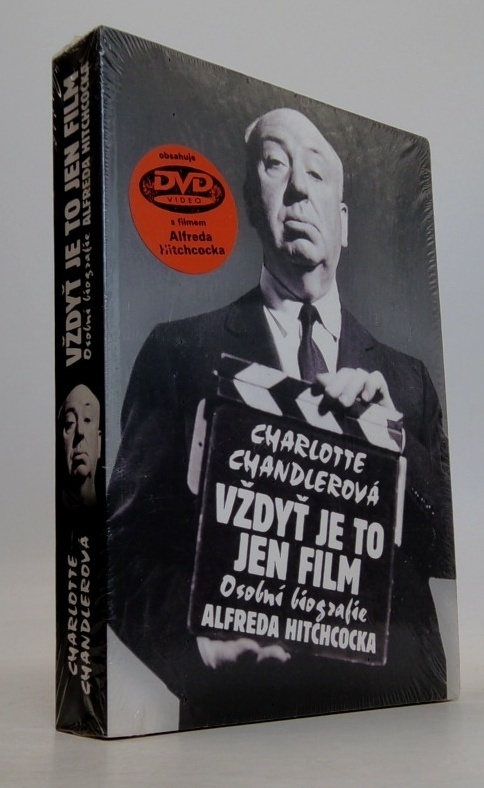 VŽDYŤ JE TO JEN FILM
Osobní biografie ALFREDA HITCHCOCKA
CHARLOTTE
CHANDLEROVÁ
obsahuje
DVD
VIDEO
s filmem
Alfreda
Hitchcocka
CHARLOTTE
CHANDLEROVÁ
VŽDYŤ JE TO
JEN FILM
Osobní biografie
ALFREDA HITCHCOCKA